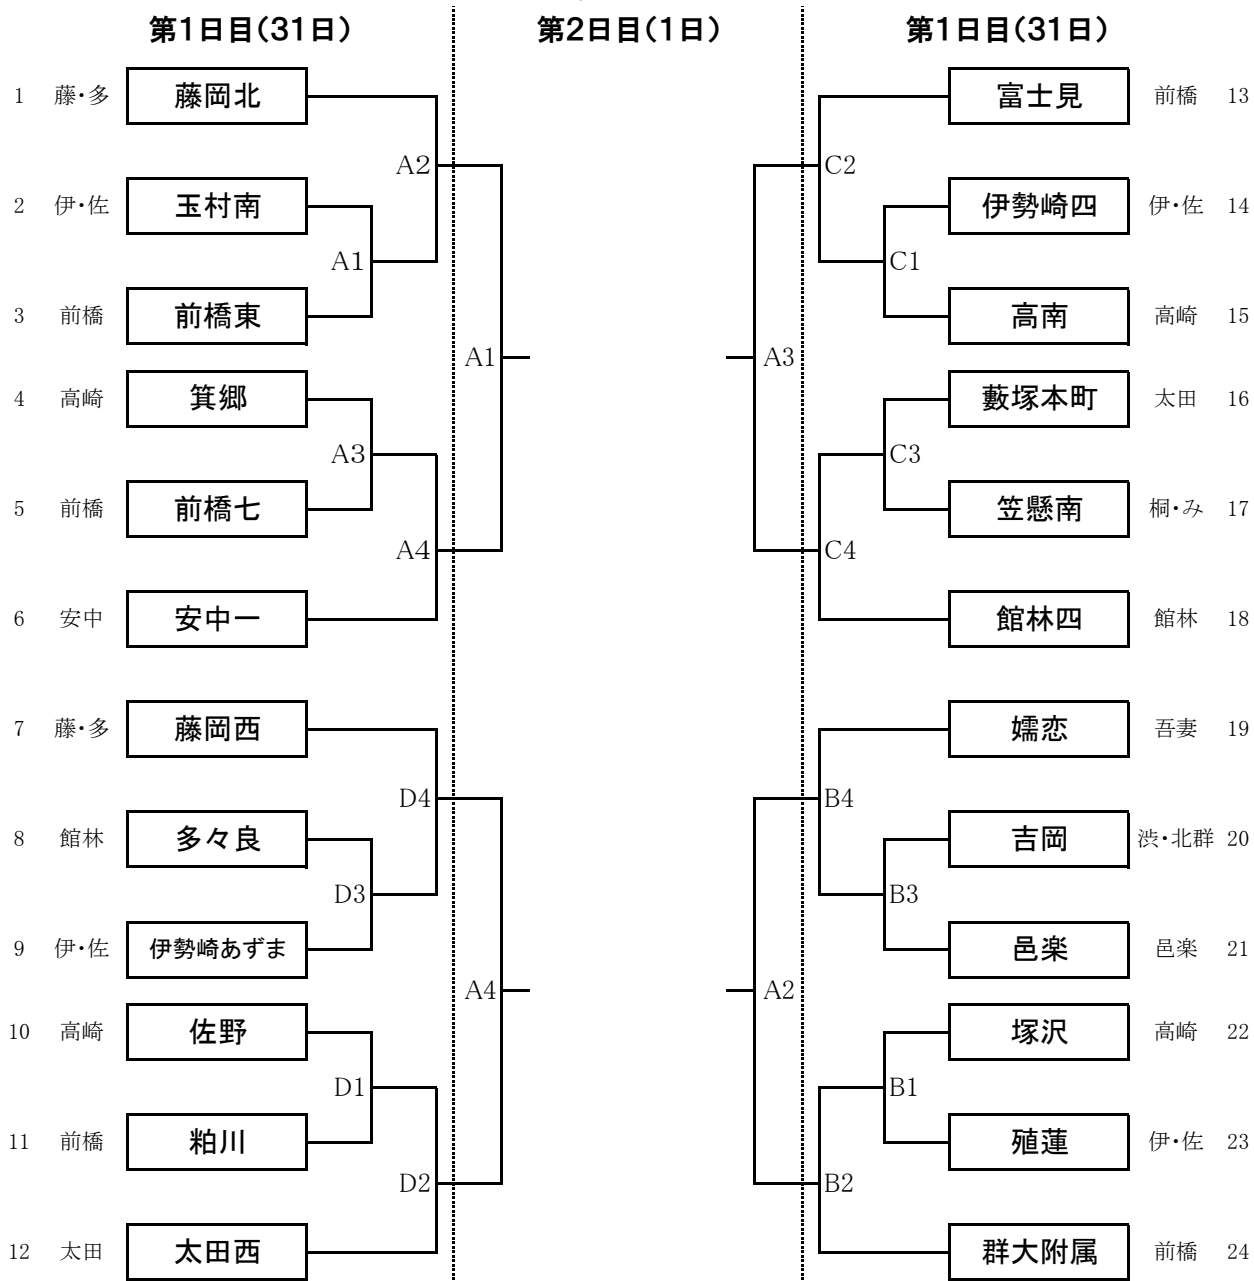 第1日目(31日) 第2日目(1日) 第1日目(31日)
1 藤・多 藤岡北 富士見 前橋 13
A2 C2
2 伊・佐 玉村南 伊勢崎四 伊・佐 14
A1 C1
3 前橋 前橋東 高南 高崎 15
A1 A3
4 高崎 箕郷 藪塚本町 太田 16
A3 C3
5 前橋 前橋七 笠懸南 桐・み 17
A4 C4
6 安中 安中一 館林四 館林 18
7 藤・多 藤岡西 嬬恋 吾妻 19
D4 B4
8 館林 多々良 吉岡 渋・北群 20
D3 B3
9 伊・佐 伊勢崎あずま 邑楽 邑楽 21
A4 A2
10 高崎 佐野 塚沢 高崎 22
D1 B1
11 前橋 粕川 殖蓮 伊・佐 23
D2 B2
12 太田 太田西 群大附属 前橋 24